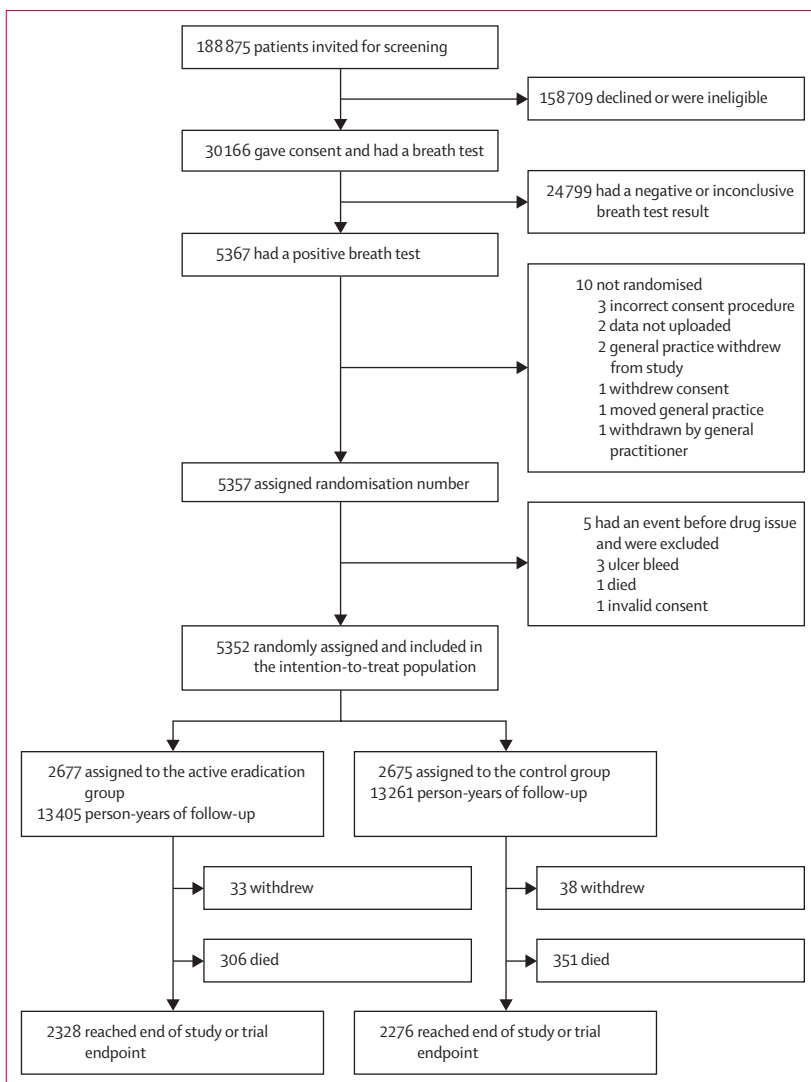 188 875 patients invited for screening
158 709 declined or were ineligible
30 166 gave consent and had a breath test
24 799 had a negative or inconclusive
breath test result
5367 had a positive breath test
10 not randomised
3 incorrect consent procedure
2 data not uploaded
2 general practice withdrew
from study
1 withdrew consent
1 moved general practice
1 withdrawn by general
practitioner
5357 assigned randomisation number
5 had an event before drug issue
and were excluded
3 ulcer bleed
1 died
1 invalid consent
5352 randomly assigned and included in
the intention-to-treat population
2677 assigned to the active eradication
group
13 405 person-years of follow-up
2675 assigned to the control group
13 261 person-years of follow-up
33 withdrew
38 withdrew
306 died
351 died
2328 reached end of study or trial
endpoint
2276 reached end of study or trial
endpoint